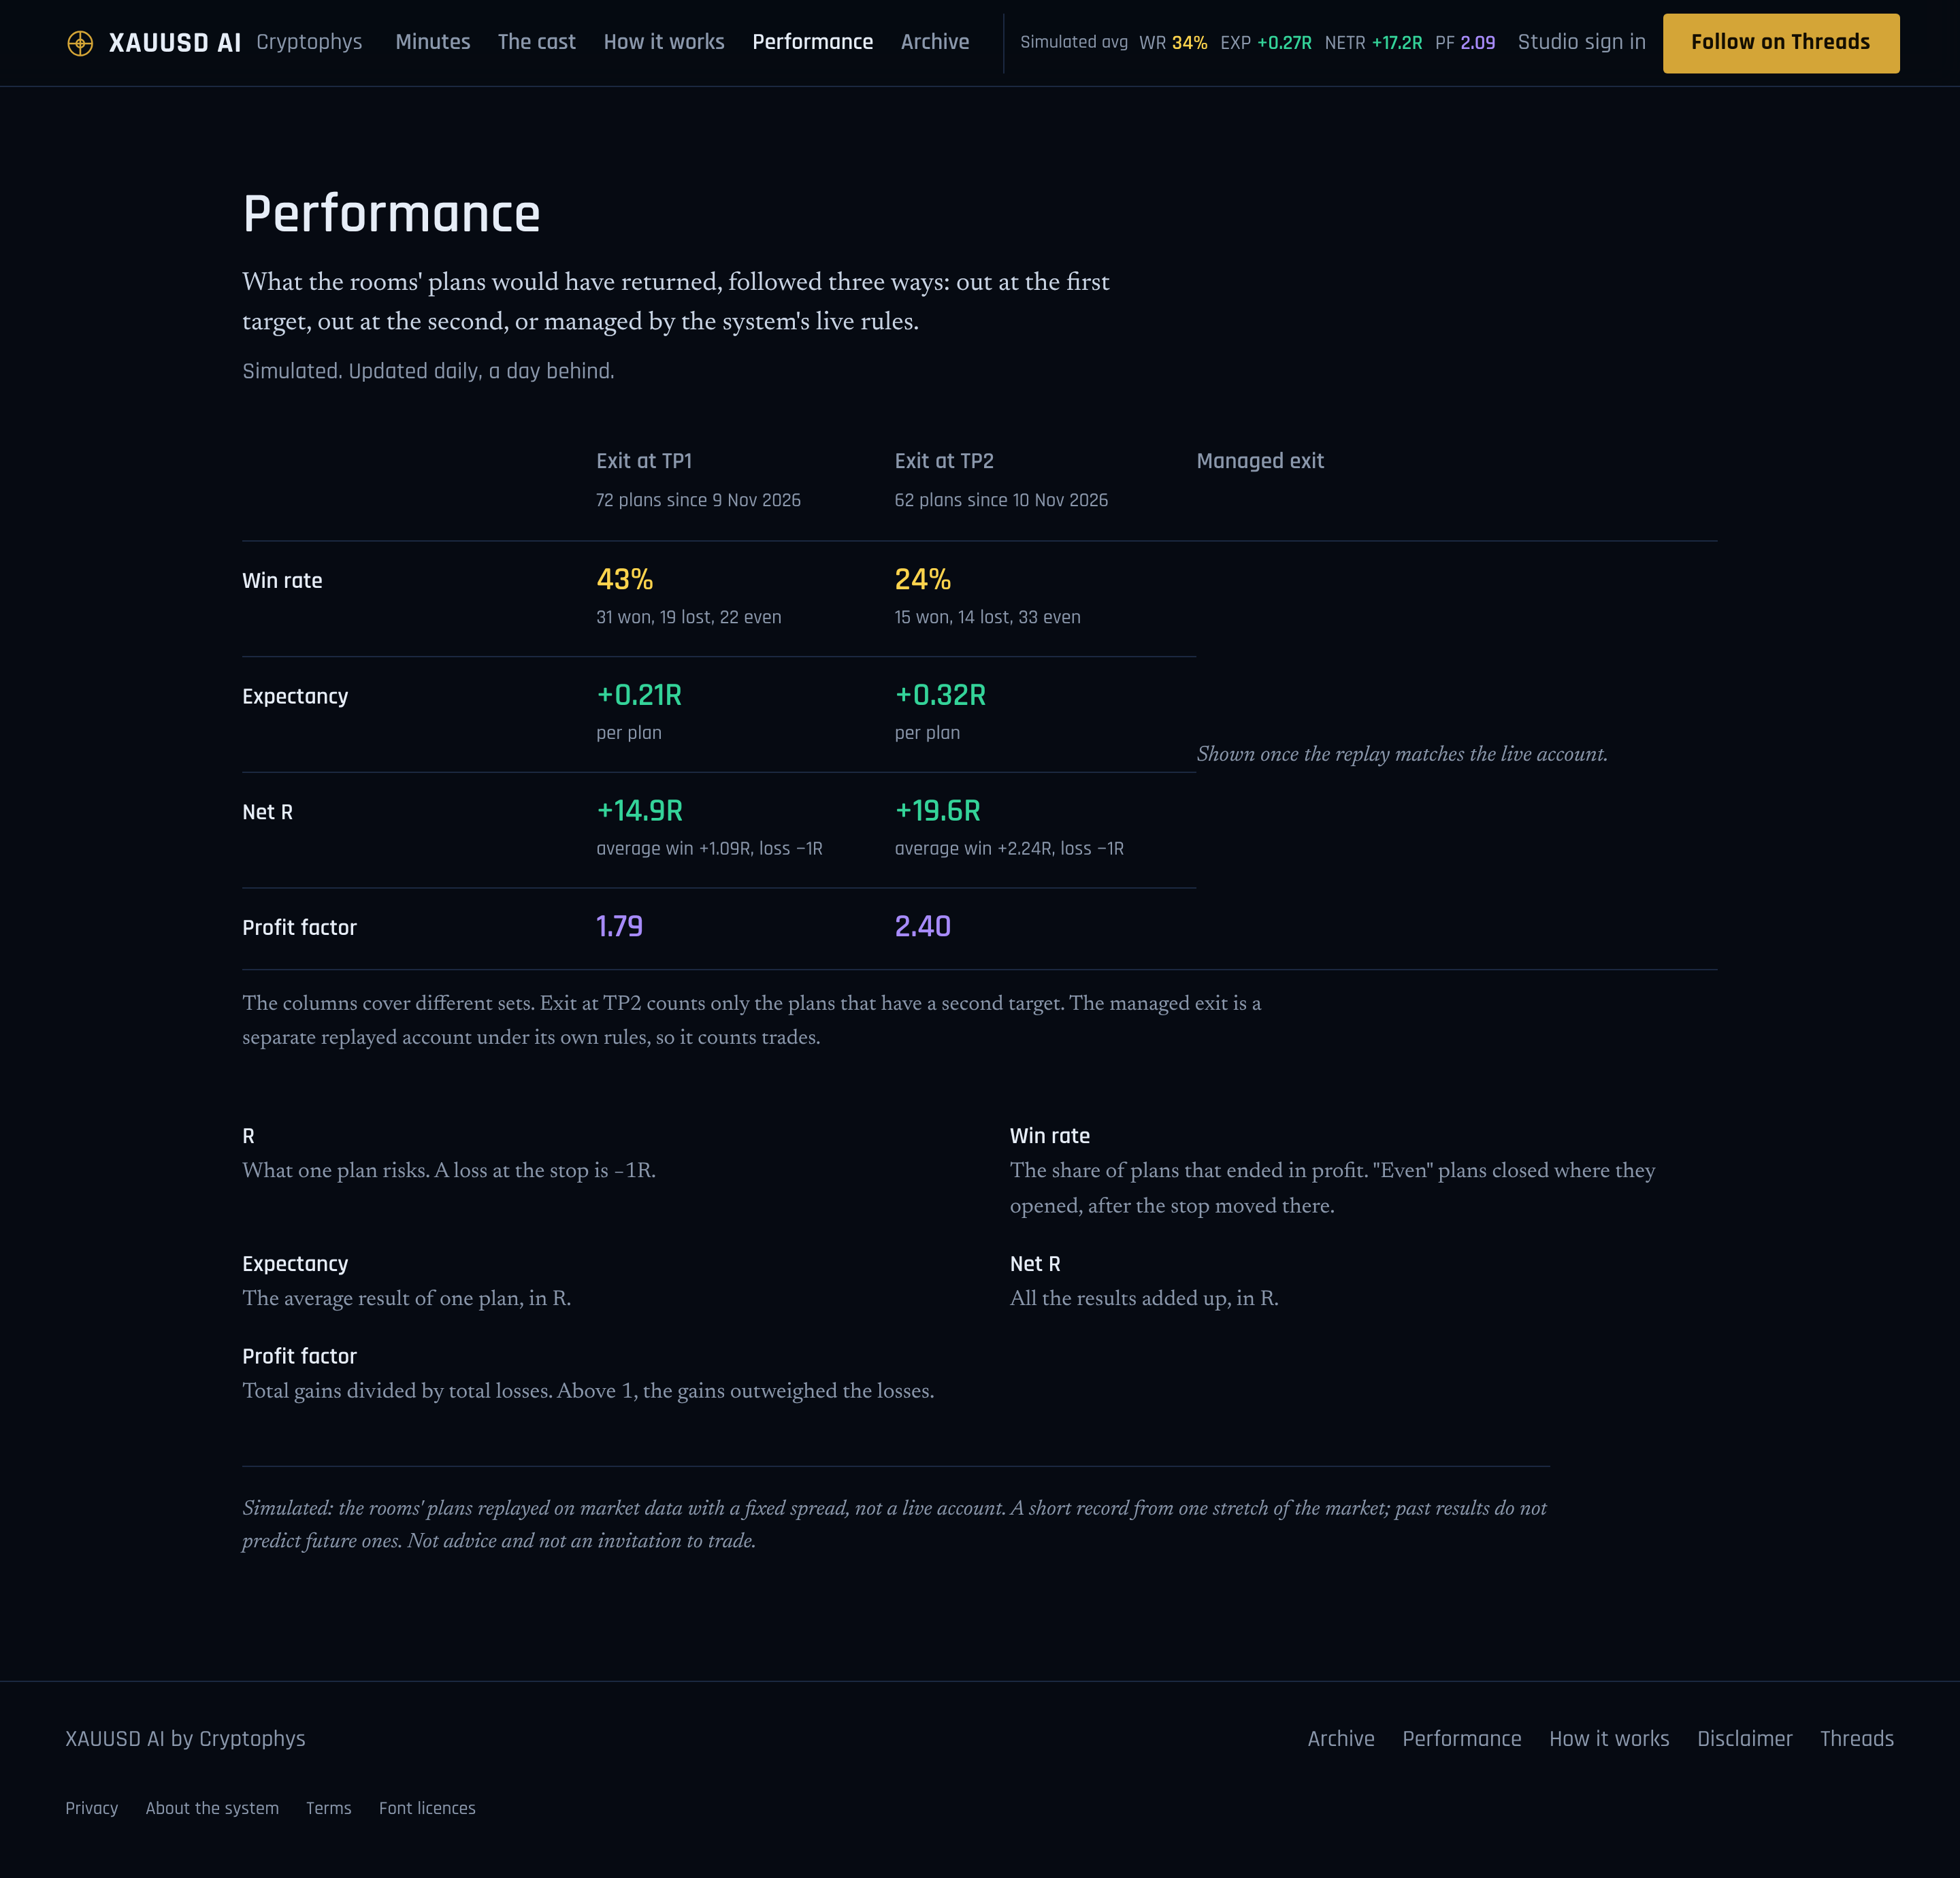 XAUUSD AI Cryptophys Minutes The cast How it works Performance Archive Simulated avg WR 34% EXP +0.27R NETR +17.2R PF 2.09 Studio sign in Follow on Threads
Performance
What the rooms' plans would have returned, followed three ways: out at the first
target, out at the second, or managed by the system's live rules.
Simulated. Updated daily, a day behind.
Exit at TP1 Exit at TP2 Managed exit
72 plans since 9 Nov 2026 62 plans since 10 Nov 2026
Win rate 43% 24%
31 won, 19 lost, 22 even 15 won, 14 lost, 33 even
Expectancy +0.21R +0.32R
per plan per plan
Shown once the replay matches the live account.
Net R +14.9R +19.6R
average win +1.09R, loss −1R average win +2.24R, loss −1R
Profit factor 1.79 2.40
The columns cover different sets. Exit at TP2 counts only the plans that have a second target. The managed exit is a
separate replayed account under its own rules, so it counts trades.
R
What one plan risks. A loss at the stop is −1R.
Win rate
The share of plans that ended in profit. "Even" plans closed where they
opened, after the stop moved there.
Expectancy
The average result of one plan, in R.
Net R
All the results added up, in R.
Profit factor
Total gains divided by total losses. Above 1, the gains outweighed the losses.
Simulated: the rooms' plans replayed on market data with a fixed spread, not a live account. A short record from one stretch of the market; past results do not
predict future ones. Not advice and not an invitation to trade.
XAUUSD AI by Cryptophys Archive Performance How it works Disclaimer Threads
Privacy About the system Terms Font licences